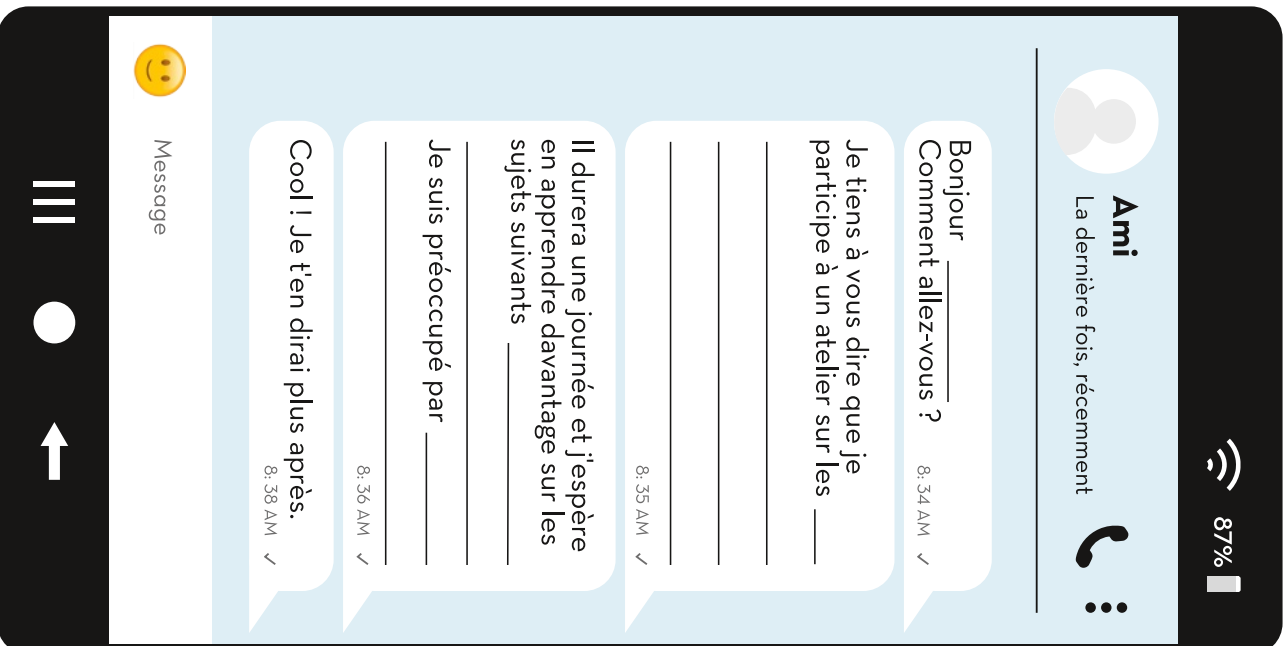 87%
Ami
La dernière fois, récemment
Bonjour
Comment allez-vous ?
8: 34 AM ✓
Je tiens à vous dire que je
participe à un atelier sur les
8: 35 AM ✓
Il durera une journée et j'espère
en apprendre davantage sur les
sujets suivants
Je suis préoccupé par
8: 36 AM ✓
Cool ! Je t'en dirai plus après.
8: 38 AM ✓
Message